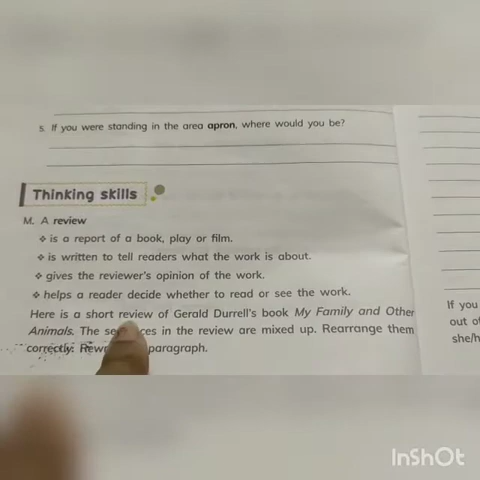 5. If you were standing in the area apron, where would you be?
Thinking skills
M. A review
❖ is a report of a book, play or film.
❖ is written to tell readers what the work is about.
❖ gives the reviewer's opinion of the work.
❖ helps a reader decide whether to read or see the work.
Here is a short review of Gerald Durrell's book My Family and Other
Animals. The in the review are mixed up. Rearrange them
correctly. paragraph.
If you
out
she/h
InShOt